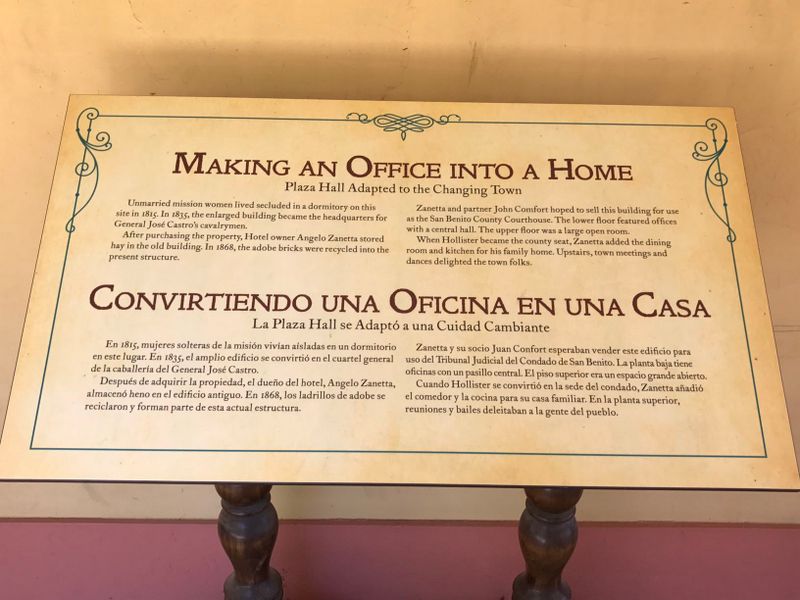 MAKING AN OFFICE INTO A HOME
Plaza Hall Adapted to the Changing Town
Unmarried mission women lived secluded in a dormitory on this
site in 1815. In 1835, the enlarged building became the headquarters for
General José Castro's cavalrymen.
After purchasing the property, Hotel owner Angelo Zanetta stored
hay in the old building. In 1868, the adobe bricks were recycled into the
present structure.
Zanetta and partner John Comfort hoped to sell this building for use
as the San Benito County Courthouse. The lower floor featured offices
with a central hall. The upper floor was a large open room.
When Hollister became the county seat, Zanetta added the dining
room and kitchen for his family home. Upstairs, town meetings and
dances delighted the town folks.
CONVIRTIENDO UNA OFICINA EN UNA CASA
La Plaza Hall se Adaptó a una Cuidad Cambiante
En 1815, mujeres solteras de la misión vivían aisladas en un dormitorio
en este lugar. En 1835, el amplio edificio se convirtió en el cuartel general
de la caballería del General José Castro.
Después de adquirir la propiedad, el dueño del hotel, Angelo Zanetta,
almacenó heno en el edificio antiguo. En 1868, los ladrillos de adobe se
reciclaron y forman parte de esta actual estructura.
Zanetta y su socio Juan Confort esperaban vender este edificio para
uso del Tribunal Judicial del Condado de San Benito. La planta baja tiene
oficinas con un pasillo central. El piso superior era un espacio grande abierto.
Cuando Hollister se convirtió en la sede del condado, Zanetta añadió
el comedor y la cocina para su casa familiar. En la planta superior,
reuniones y bailes deleitaban a la gente del pueblo.